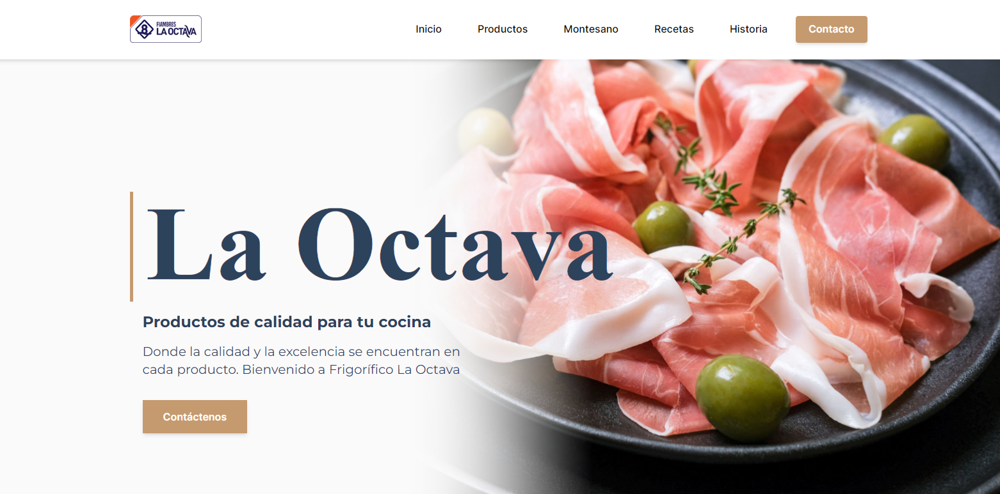 FIAMBRES
8 LA OCTAVA
Inicio
Productos
Montesano
Recetas
Historia
Contacto
La Octava
Productos de calidad para tu cocina
Donde la calidad y la excelencia se encuentran en
cada producto. Bienvenido a Frigorífico La Octava
Contáctenos